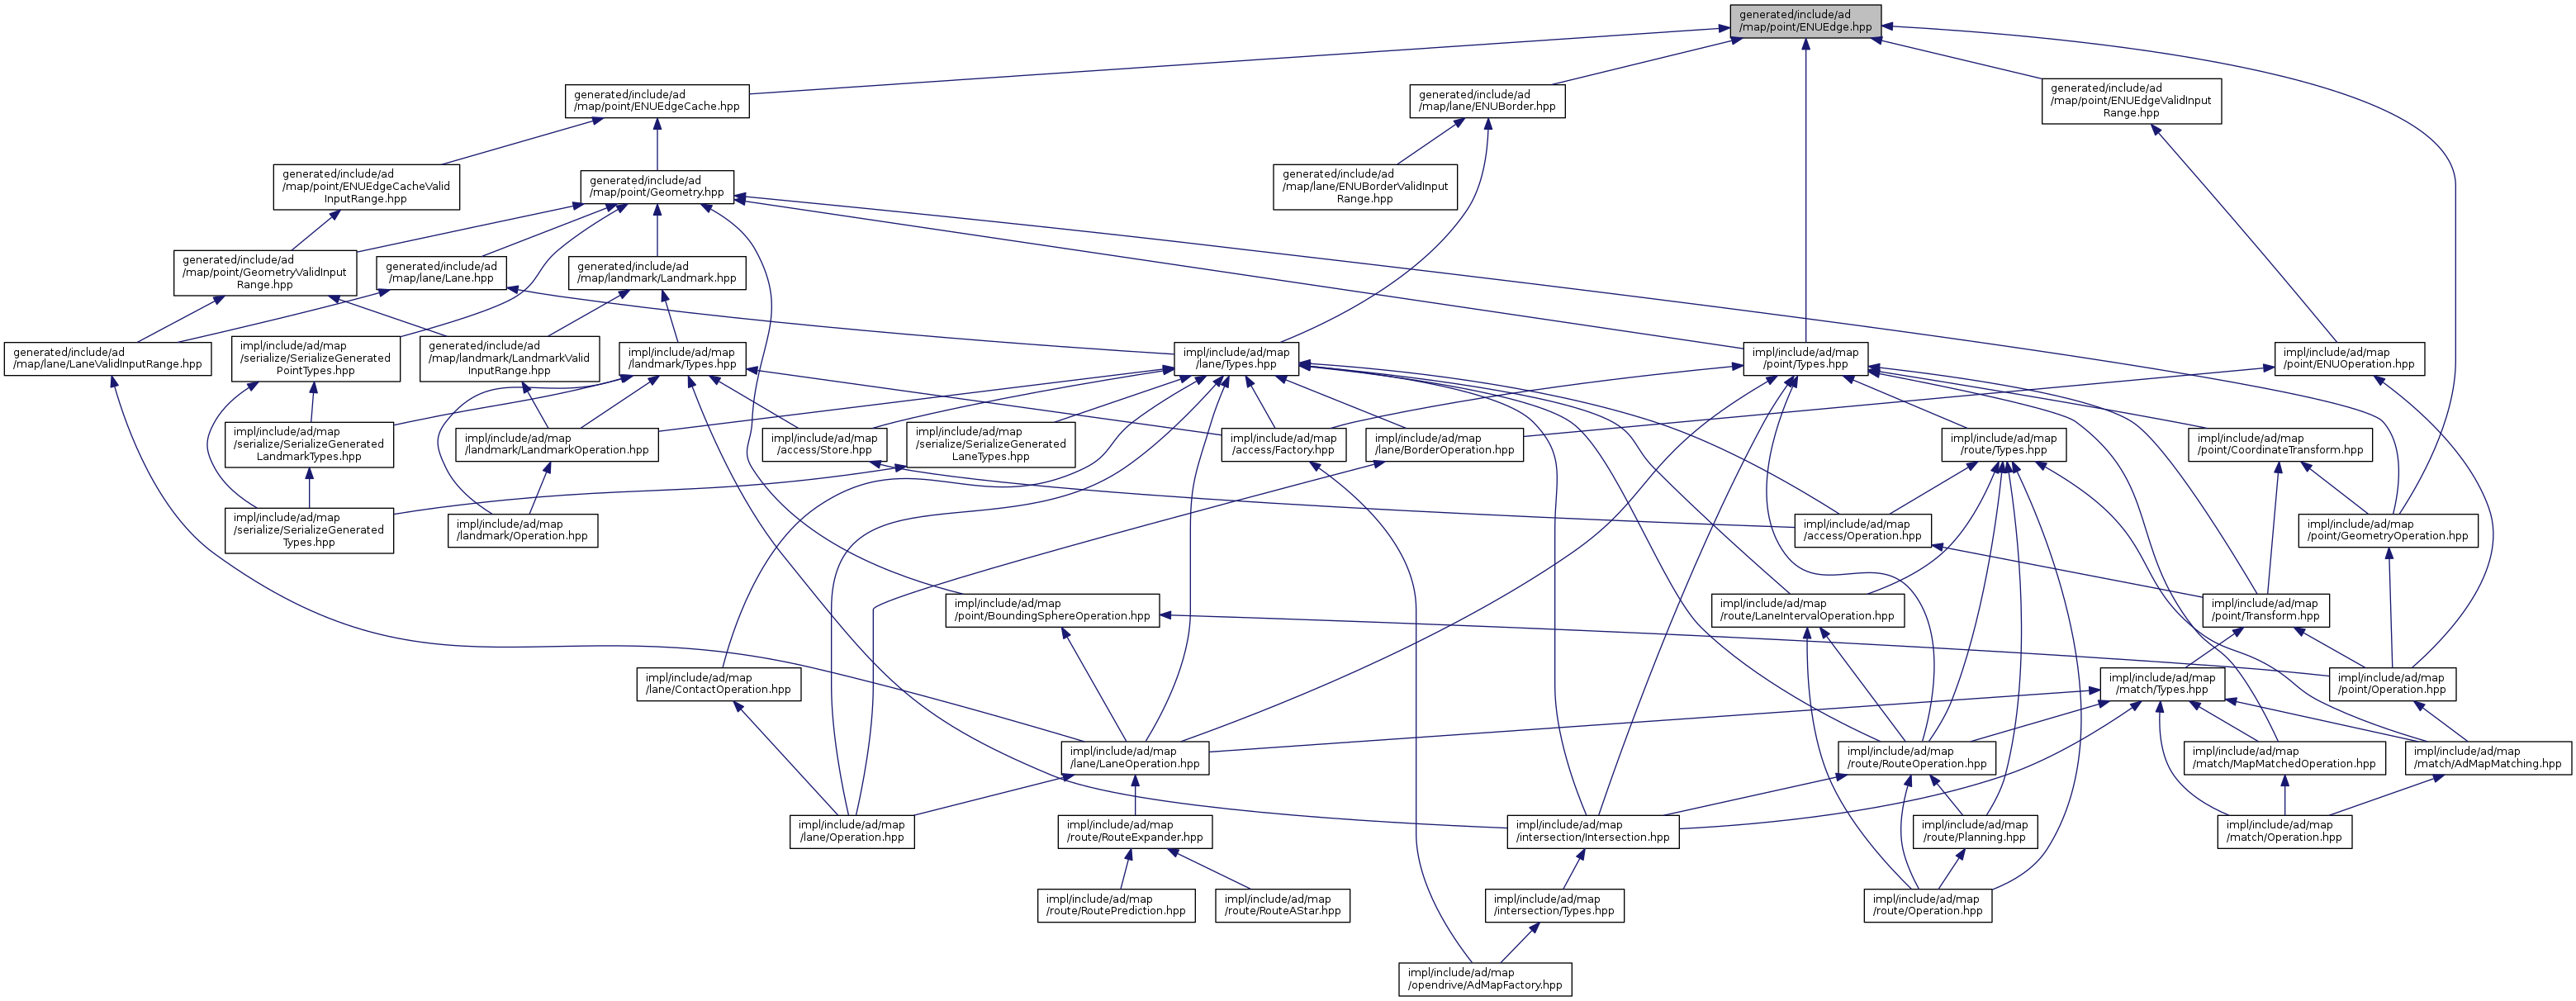 generated/include/ad
/map/point/ENUEdge.hpp
generated/include/ad
/map/point/ENUEdgeCache.hpp
generated/include/ad
/map/lane/ENUBorder.hpp
generated/include/ad
/map/point/ENUEdgeValidInput
Range.hpp
generated/include/ad
/map/point/ENUEdgeCacheValid
InputRange.hpp
generated/include/ad
/map/point/Geometry.hpp
generated/include/ad
/map/lane/ENUBorderValidInput
Range.hpp
generated/include/ad
/map/point/GeometryValidInput
Range.hpp
generated/include/ad
/map/lane/Lane.hpp
generated/include/ad
/map/landmark/Landmark.hpp
generated/include/ad
/map/lane/LaneValidInputRange.hpp
impl/include/ad/map
/serialize/SerializeGenerated
PointTypes.hpp
generated/include/ad
/map/landmark/LandmarkValid
InputRange.hpp
impl/include/ad/map
/landmark/Types.hpp
impl/include/ad/map
/lane/Types.hpp
impl/include/ad/map
/point/Types.hpp
impl/include/ad/map
/point/ENUOperation.hpp
impl/include/ad/map
/serialize/SerializeGenerated
LandmarkTypes.hpp
impl/include/ad/map
/landmark/LandmarkOperation.hpp
impl/include/ad/map
/access/Store.hpp
impl/include/ad/map
/serialize/SerializeGenerated
LaneTypes.hpp
impl/include/ad/map
/access/Factory.hpp
impl/include/ad/map
/lane/BorderOperation.hpp
impl/include/ad/map
/route/Types.hpp
impl/include/ad/map
/point/CoordinateTransform.hpp
impl/include/ad/map
/serialize/SerializeGenerated
Types.hpp
impl/include/ad/map
/landmark/Operation.hpp
impl/include/ad/map
/access/Operation.hpp
impl/include/ad/map
/point/GeometryOperation.hpp
impl/include/ad/map
/point/BoundingSphereOperation.hpp
impl/include/ad/map
/route/LaneIntervalOperation.hpp
impl/include/ad/map
/point/Transform.hpp
impl/include/ad/map
/lane/ContactOperation.hpp
impl/include/ad/map
/match/Types.hpp
impl/include/ad/map
/point/Operation.hpp
impl/include/ad/map
/lane/LaneOperation.hpp
impl/include/ad/map
/route/RouteOperation.hpp
impl/include/ad/map
/match/MapMatchedOperation.hpp
impl/include/ad/map
/match/AdMapMatching.hpp
impl/include/ad/map
/lane/Operation.hpp
impl/include/ad/map
/route/RouteExpander.hpp
impl/include/ad/map
/intersection/Intersection.hpp
impl/include/ad/map
/route/Planning.hpp
impl/include/ad/map
/match/Operation.hpp
impl/include/ad/map
/route/RoutePrediction.hpp
impl/include/ad/map
/route/RouteAStar.hpp
impl/include/ad/map
/intersection/Types.hpp
impl/include/ad/map
/route/Operation.hpp
impl/include/ad/map
/opendrive/AdMapFactory.hpp